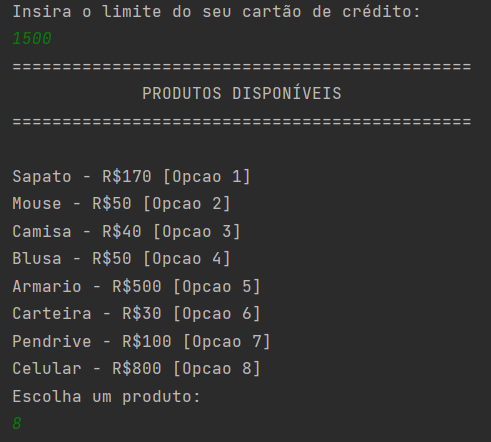 Insira o limite do seu cartão de crédito:
1500
==============================================
PRODUTOS DISPONÍVEIS
==============================================
Sapato - R$170 [Opcao 1]
Mouse - R$50 [Opcao 2]
Camisa - R$40 [Opcao 3]
Blusa - R$50 [Opcao 4]
Armario - R$500 [Opcao 5]
Carteira - R$30 [Opcao 6]
Pendrive - R$100 [Opcao 7]
Celular - R$800 [Opcao 8]
Escolha um produto:
8